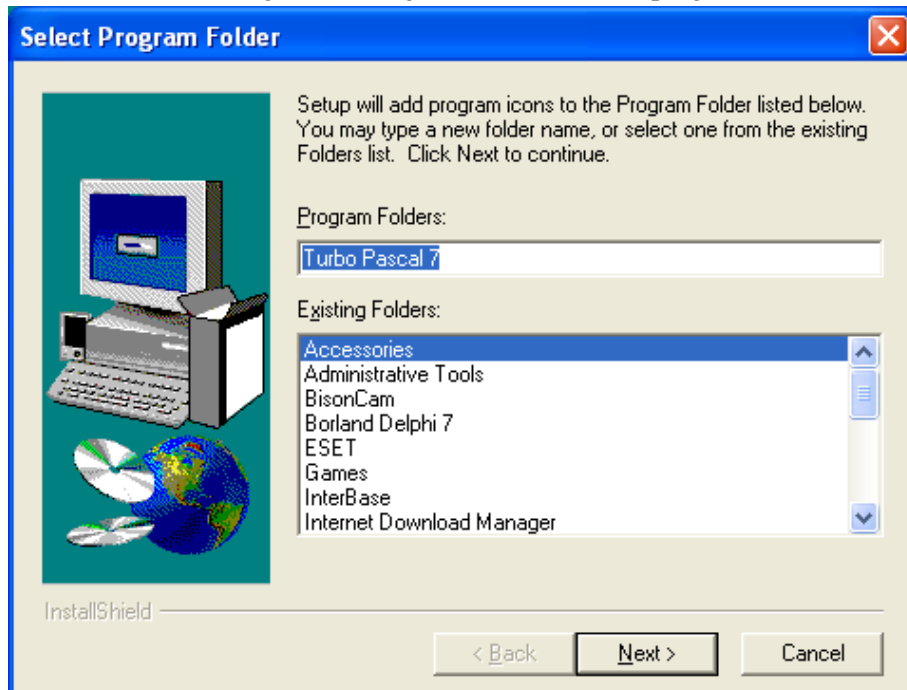 Select Program Folder
Setup will add program icons to the Program Folder listed below.
You may type a new folder name, or select one from the existing
Folders list.  Click Next to continue.
Program Folders:
Turbo Pascal 7
Existing Folders:
Accessories
Administrative Tools
BisonCam
Borland Delphi 7
ESET
Games
InterBase
Internet Download Manager
InstallShield
< Back
Next >
Cancel